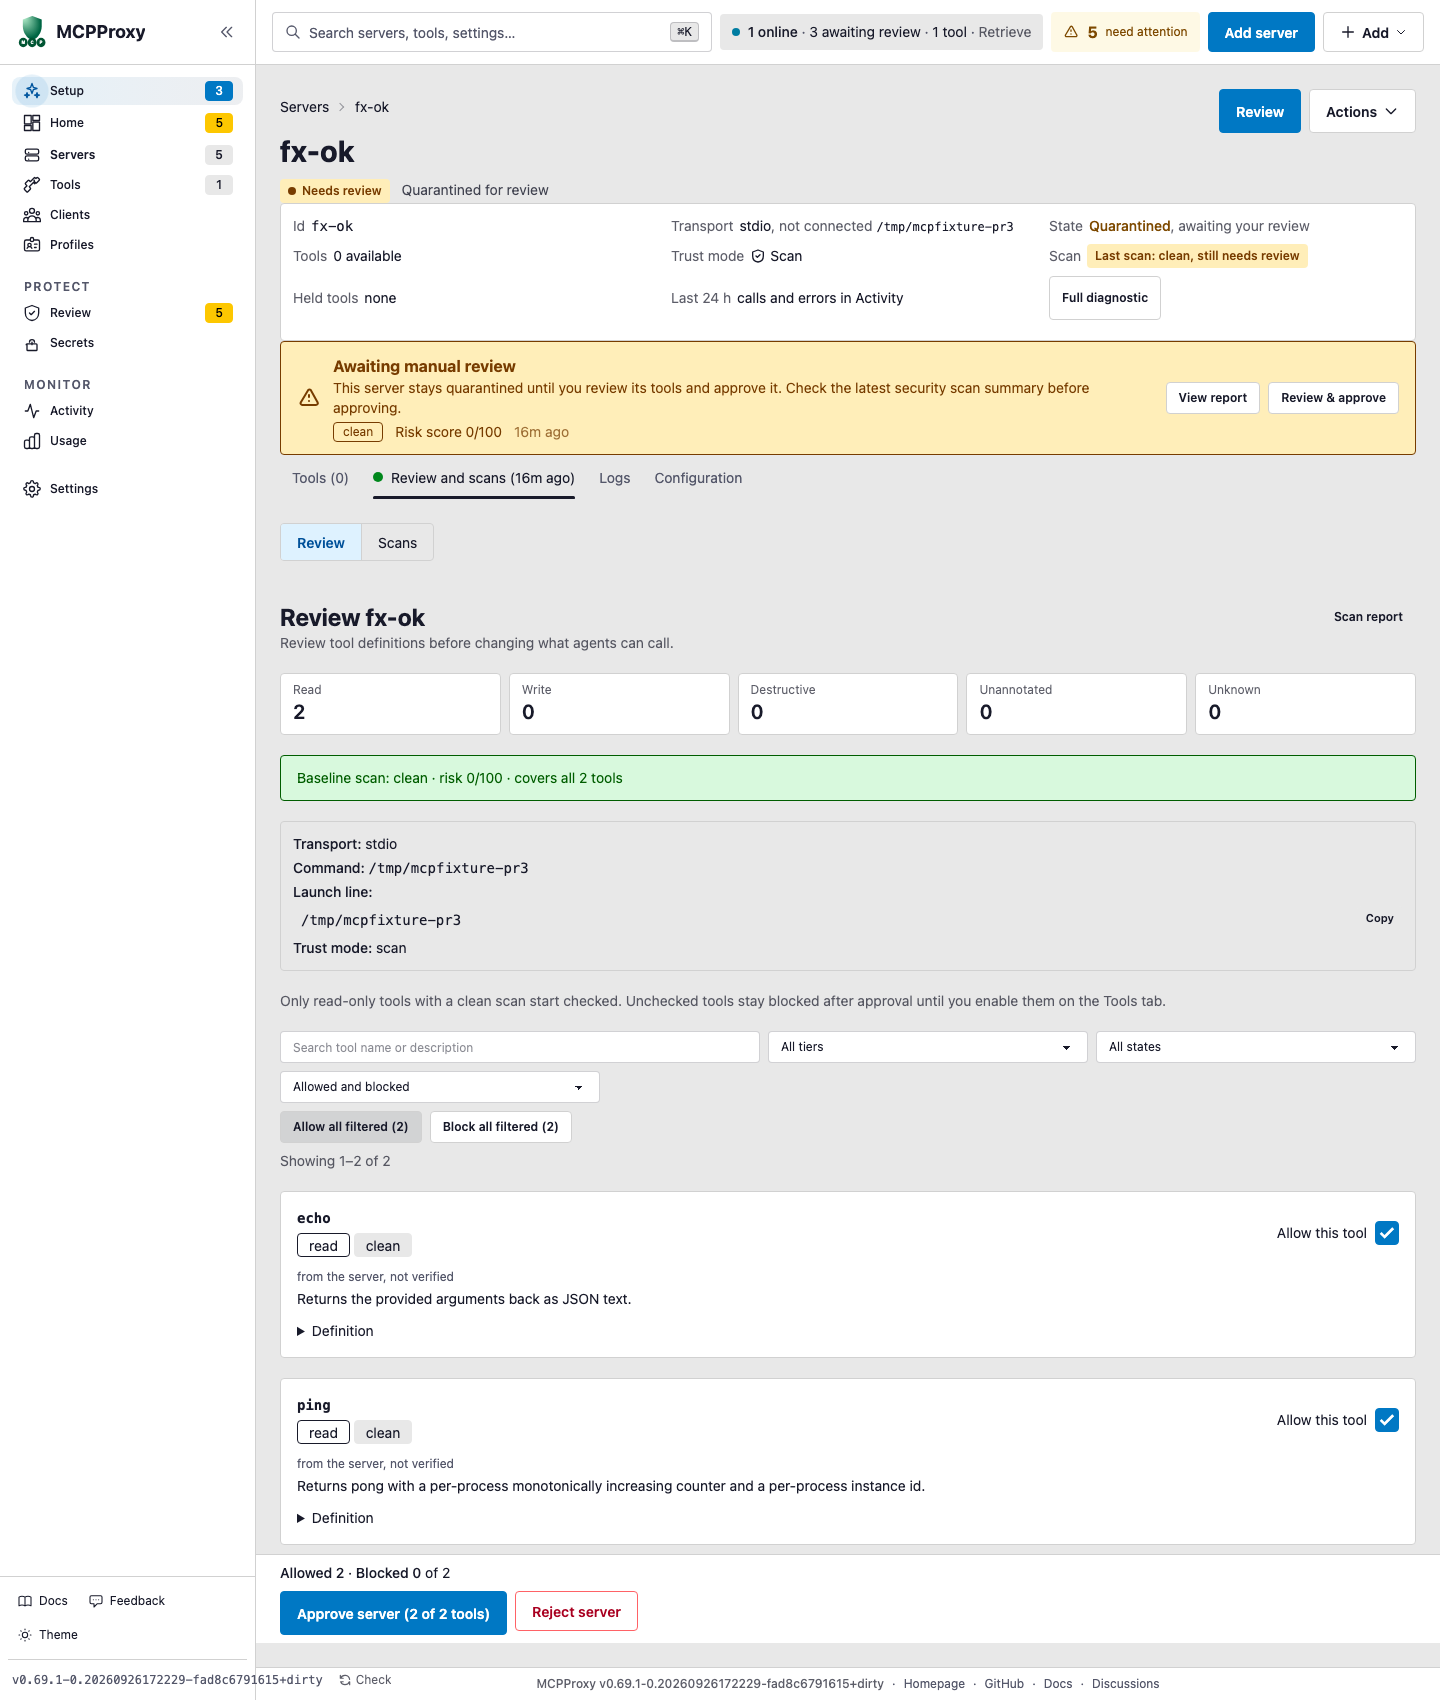 MCPProxy
Search servers, tools, settings...
⌘K
1 online · 3 awaiting review · 1 tool · Retrieve
5 need attention
Add server
Add
Setup 3
Home 5
Servers 5
Tools 1
Clients
Profiles
PROTECT
Review 5
Secrets
MONITOR
Activity
Usage
Settings
Docs
Feedback
Theme
v0.69.1-0.20260926172229-fad8c6791615+dirty
Check
Servers > fx-ok
Review
Actions
fx-ok
Needs review
Quarantined for review
Id fx-ok
Transport stdio, not connected /tmp/mcpfixture-pr3
State Quarantined, awaiting your review
Tools 0 available
Trust mode Scan
Scan Last scan: clean, still needs review
Held tools none
Last 24 h calls and errors in Activity
Full diagnostic
Awaiting manual review
This server stays quarantined until you review its tools and approve it. Check the latest security scan summary before
approving.
clean Risk score 0/100 16m ago
View report
Review & approve
Tools (0)
Review and scans (16m ago)
Logs
Configuration
Review
Scans
Review fx-ok
Scan report
Review tool definitions before changing what agents can call.
Read
2
Write
0
Destructive
0
Unannotated
0
Unknown
0
Baseline scan: clean · risk 0/100 · covers all 2 tools
Transport: stdio
Command: /tmp/mcpfixture-pr3
Launch line:
/tmp/mcpfixture-pr3
Copy
Trust mode: scan
Only read-only tools with a clean scan start checked. Unchecked tools stay blocked after approval until you enable them on the Tools tab.
Search tool name or description
All tiers
All states
Allowed and blocked
Allow all filtered (2)
Block all filtered (2)
Showing 1–2 of 2
echo
read clean
Allow this tool
from the server, not verified
Returns the provided arguments back as JSON text.
Definition
ping
read clean
Allow this tool
from the server, not verified
Returns pong with a per-process monotonically increasing counter and a per-process instance id.
Definition
Allowed 2 · Blocked 0 of 2
Approve server (2 of 2 tools)
Reject server
MCPProxy v0.69.1-0.20260926172229-fad8c6791615+dirty · Homepage · GitHub · Docs · Discussions